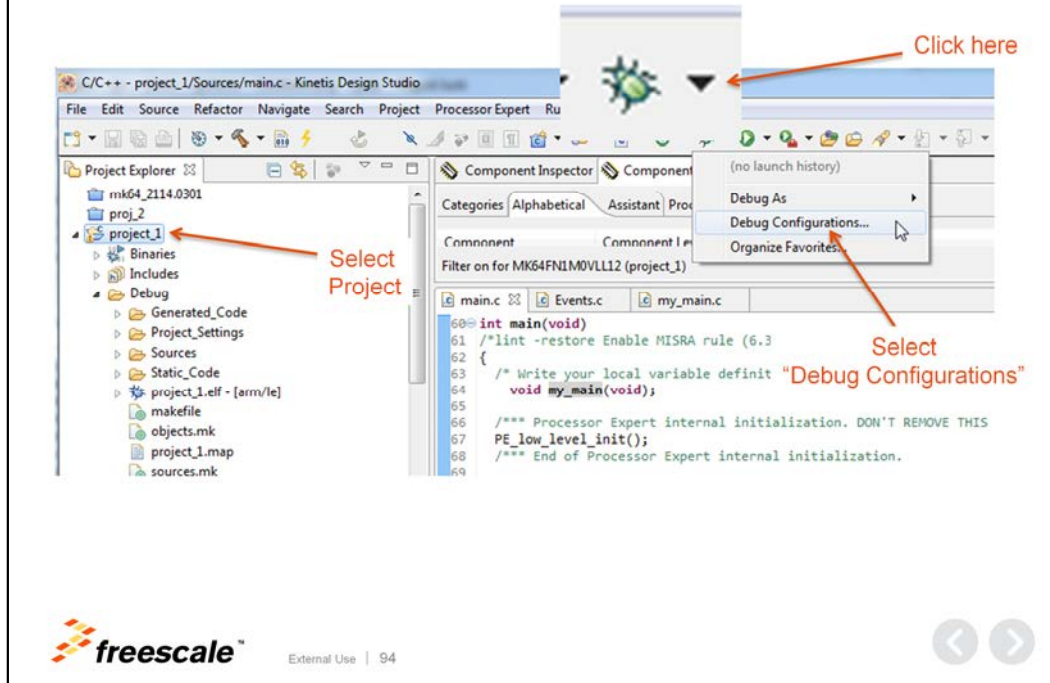 Click here
C/C++ - project_1/Sources/main.c - Kinetis Design Studio
File Edit Source Refactor Navigate Search Project Processor Expert Ru
Project Explorer
mk64_2114.0301
proj_2
project_1
Binaries
Includes
Debug
Generated_Code
Project_Settings
Sources
Static_Code
project_1.elf - [arm/le]
makefile
objects.mk
project_1.map
sources.mk
Select
Project
Component Inspector Component
Categories Alphabetical Assistant Proc
Component Component Lev
Filter on for MK64FN1M0VLL12 (project_1)
(no launch history)
Debug As
Debug Configurations...
Organize Favorites...
main.c Events.c my_main.c
60 int main(void)
61 /*lint -restore Enable MISRA rule (6.3
62 {
63 /* Write your local variable definit
64 void my_main(void);
65
66 /*** Processor Expert internal initialization. DON'T REMOVE THIS
67 PE_low_level_init();
68 /*** End of Processor Expert internal initialization.
69
Select
"Debug Configurations"
freescale™
External Use | 94